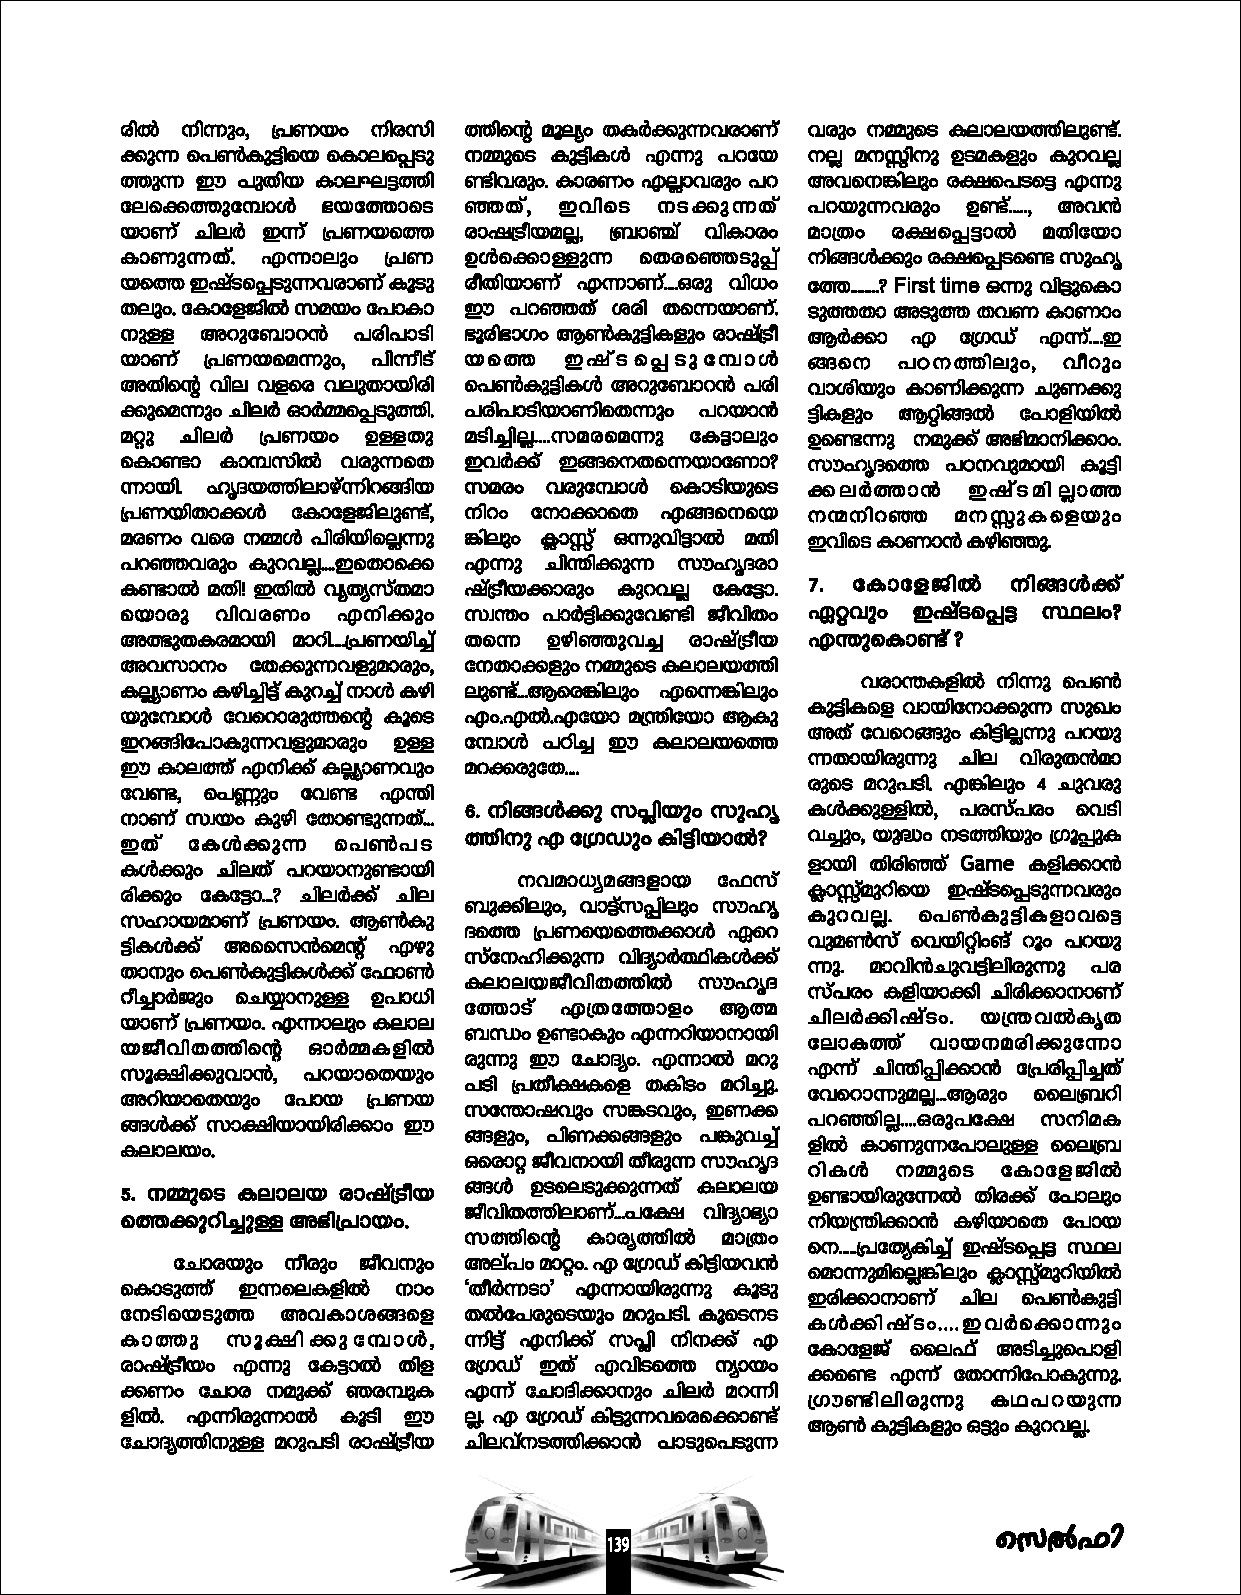 രിൽ നിന്നും, പ്രണയം നിരസി
ക്കുന്ന പെൺകുട്ടിയെ കൊലപ്പെടു
ത്തുന്ന ഈ പുതിയ കാലഘട്ടത്തി
ലേക്കെത്തുമ്പോൾ ഭയത്തോടെ
യാണ് ചിലർ ഇന്ന് പ്രണയത്തെ
കാണുന്നത്. എന്നാലും പ്രണ
യത്തെ ഇഷ്ടപ്പെടുന്നവരാണ് കൂടു
തലും. കോളേജിൽ സമയം പോകാ
നുള്ള അറുബോറൻ പരിപാടി
യാണ് പ്രണയമെന്നും, പിന്നീട്
അതിന്റെ വില വളരെ വലുതായിരി
ക്കുമെന്നും ചിലർ ഓർമ്മപ്പെടുത്തി.
മറ്റു ചിലർ പ്രണയം ഉള്ളതു
കൊണ്ടാ കാമ്പസിൽ വരുന്നതെ
ന്നായി. ഹൃദയത്തിലാഴ്ന്നിറങ്ങിയ
പ്രണയിതാക്കൾ കോളേജിലുണ്ട്,
മരണം വരെ നമ്മൾ പിരിയില്ലെന്നു
പറഞ്ഞവരും കുറവല്ല....ഇതൊക്കെ
കണ്ടാൽ മതി! ഇതിൽ വ്യത്യസ്തമാ
യൊരു വിവരണം എനിക്കും
അത്ഭുതകരമായി മാറി...പ്രണയിച്ച്
അവസാനം തേക്കുന്നവളുമാരും,
കല്ല്യാണം കഴിച്ചിട്ട് കുറച്ച് നാൾ കഴി
യുമ്പോൾ വേറൊരുത്തന്റെ കൂടെ
ഇറങ്ങിപോകുന്നവളുമാരും ഉള്ള
ഈ കാലത്ത് എനിക്ക് കല്ല്യാണവും
വേണ്ട, പെണ്ണും വേണ്ട എന്തി
നാണ് സ്വയം കുഴി തോണ്ടുന്നത്...
ഇത് കേൾക്കുന്ന പെൺപട
കൾക്കും ചിലത് പറയാനുണ്ടായി
രിക്കും കേട്ടോ...? ചിലർക്ക് ചില
സഹായമാണ് പ്രണയം. ആൺകു
ട്ടികൾക്ക് അസൈൻമെന്റ് എഴു
താനും പെൺകുട്ടികൾക്ക് ഫോൺ
റീച്ചാർജും ചെയ്യാനുള്ള ഉപാധി
യാണ് പ്രണയം. എന്നാലും കലാല
യജീവിതത്തിന്റെ ഓർമ്മകളിൽ
സൂക്ഷിക്കുവാൻ, പറയാതെയും
അറിയാതെയും പോയ പ്രണയ
ങ്ങൾക്ക് സാക്ഷിയായിരിക്കാം ഈ
കലാലയം.
5. നമ്മുടെ കലാലയ രാഷ്ട്രീയ
ത്തെക്കുറിച്ചുള്ള അഭിപ്രായം.
ചോരയും നീരും ജീവനും
കൊടുത്ത് ഇന്നലെകളിൽ നാം
നേടിയെടുത്ത അവകാശങ്ങളെ
കാത്തു സൂക്ഷിക്കുമ്പോൾ,
രാഷ്ട്രീയം എന്നു കേട്ടാൽ തിള
ക്കണം ചോര നമുക്ക് ഞരമ്പുക
ളിൽ. എന്നിരുന്നാൽ കൂടി ഈ
ചോദ്യത്തിനുള്ള മറുപടി രാഷ്ട്രീയ
ത്തിന്റെ മൂല്യം തകർക്കുന്നവരാണ്
നമ്മുടെ കുട്ടികൾ എന്നു പറയേ
ണ്ടിവരും. കാരണം എല്ലാവരും പറ
ഞ്ഞത്, ഇവിടെ നടക്കുന്നത്
രാഷ്ട്രീയമല്ല, ബ്രാഞ്ച് വികാരം
ഉൾക്കൊള്ളുന്ന തെരഞ്ഞെടുപ്പ്
രീതിയാണ് എന്നാണ്....ഒരു വിധം
ഈ പറഞ്ഞത് ശരി തന്നെയാണ്.
ഭൂരിഭാഗം ആൺകുട്ടികളും രാഷ്ട്രീ
യത്തെ ഇഷ്ടപ്പെടുമ്പോൾ
പെൺകുട്ടികൾ അറുബോറൻ പരി
പരിപാടിയാണിതെന്നും പറയാൻ
മടിച്ചില്ല....സമരമെന്നു കേട്ടാലും
ഇവർക്ക് ഇങ്ങനെതന്നെയാണോ?
സമരം വരുമ്പോൾ കൊടിയുടെ
നിറം നോക്കാതെ എങ്ങനെയെ
ങ്കിലും ക്ലാസ്സ് ഒന്നുവിട്ടാൽ മതി
എന്നു ചിന്തിക്കുന്ന സൗഹൃദരാ
ഷ്ട്രീയക്കാരും കുറവല്ല കേട്ടോ.
സ്വന്തം പാർട്ടിക്കുവേണ്ടി ജീവിതം
തന്നെ ഉഴിഞ്ഞുവച്ച രാഷ്ട്രീയ
നേതാക്കളും നമ്മുടെ കലാലയത്തി
ലുണ്ട്...ആരെങ്കിലും എന്നെങ്കിലും
എം.എൽ.എയോ മന്ത്രിയോ ആകു
മ്പോൾ പഠിച്ച ഈ കലാലയത്തെ
മറക്കരുതേ....
6. നിങ്ങൾക്കു സപ്ലിയും സുഹൃ
ത്തിനു എ ഗ്രേഡും കിട്ടിയാൽ?
നവമാധ്യമങ്ങളായ ഫേസ്
ബുക്കിലും, വാട്ട്സപ്പിലും സൗഹൃ
ദത്തെ പ്രണയെത്തെക്കാൾ ഏറെ
സ്നേഹിക്കുന്ന വിദ്യാർത്ഥികൾക്ക്
കലാലയജീവിതത്തിൽ സൗഹൃദ
ത്തോട് എത്രത്തോളം ആത്മ
ബന്ധം ഉണ്ടാകും എന്നറിയാനായി
രുന്നു ഈ ചോദ്യം. എന്നാൽ മറു
പടി പ്രതീക്ഷകളെ തകിടം മറിച്ചു.
സന്തോഷവും സങ്കടവും, ഇണക്ക
ങ്ങളും, പിണക്കങ്ങളും പങ്കുവച്ച്
ഒരൊറ്റ ജീവനായി തീരുന്ന സൗഹൃദ
ങ്ങൾ ഉടലെടുക്കുന്നത് കലാലയ
ജീവിതത്തിലാണ്...പക്ഷേ വിദ്യാഭ്യാ
സത്തിന്റെ കാര്യത്തിൽ മാത്രം
അല്പം മാറ്റം. എ ഗ്രേഡ് കിട്ടിയവൻ
‘തീർന്നടാ’ എന്നായിരുന്നു കൂടു
തൽപേരുടെയും മറുപടി. കൂടെനട
ന്നിട്ട് എനിക്ക് സപ്ലി നിനക്ക് എ
ഗ്രേഡ് ഇത് എവിടത്തെ ന്യായം
എന്ന് ചോദിക്കാനും ചിലർ മറന്നി
ല്ല. എ ഗ്രേഡ് കിട്ടുന്നവരെക്കൊണ്ട്
ചിലവ്നടത്തിക്കാൻ പാടുപെടുന്ന
വരും നമ്മുടെ കലാലയത്തിലുണ്ട്.
നല്ല മനസ്സിനു ഉടമകളും കുറവല്ല
അവനെങ്കിലും രക്ഷപെടട്ടെ എന്നു
പറയുന്നവരും ഉണ്ട്....., അവൻ
മാത്രം രക്ഷപ്പെട്ടാൽ മതിയോ
നിങ്ങൾക്കും രക്ഷപ്പെടണ്ടെ സുഹൃ
ത്തേ.......? First time ഒന്നു വിട്ടുകൊ
ടുത്തതാ അടുത്ത തവണ കാണാം
ആർക്കാ എ ഗ്രേഡ് എന്ന്....ഇ
ങ്ങനെ പഠനത്തിലും, വീറും
വാശിയും കാണിക്കുന്ന ചുണക്കു
ട്ടികളും ആറ്റിങ്ങൽ പോളിയിൽ
ഉണ്ടെന്നു നമുക്ക് അഭിമാനിക്കാം.
സൗഹൃദത്തെ പഠനവുമായി കൂട്ടി
ക്കലർത്താൻ ഇഷ്ടമില്ലാത്ത
നന്മനിറഞ്ഞ മനസ്സുകളെയും
ഇവിടെ കാണാൻ കഴിഞ്ഞു.
7. കോളേജിൽ നിങ്ങൾക്ക്
ഏറ്റവും ഇഷ്ടപ്പെട്ട സ്ഥലം?
എന്തുകൊണ്ട് ?
വരാന്തകളിൽ നിന്നു പെൺ
കുട്ടികളെ വായിനോക്കുന്ന സുഖം
അത് വേറെങ്ങും കിട്ടില്ലന്നു പറയു
ന്നതായിരുന്നു ചില വിരുതൻമാ
രുടെ മറുപടി. എങ്കിലും 4 ചുവരു
കൾക്കുള്ളിൽ, പരസ്പരം വെടി
വച്ചും, യുദ്ധം നടത്തിയും ഗ്രൂപ്പുക
ളായി തിരിഞ്ഞ് Game കളിക്കാൻ
ക്ലാസ്സ്മുറിയെ ഇഷ്ടപ്പെടുന്നവരും
കുറവല്ല. പെൺകുട്ടികളാവട്ടെ
വുമൺസ് വെയിറ്റിംങ് റൂം പറയു
ന്നു. മാവിൻചുവട്ടിലിരുന്നു പര
സ്പരം കളിയാക്കി ചിരിക്കാനാണ്
ചിലർക്കിഷ്ടം. യന്ത്രവൽകൃത
ലോകത്ത് വായനമരിക്കുന്നോ
എന്ന് ചിന്തിപ്പിക്കാൻ പ്രേരിപ്പിച്ചത്
വേറൊന്നുമല്ല...ആരും ലൈബ്രറി
പറഞ്ഞില്ല....ഒരുപക്ഷേ സനിമക
ളിൽ കാണുന്നപോലുള്ള ലൈബ്ര
റികൾ നമ്മുടെ കോളേജിൽ
ഉണ്ടായിരുന്നേൽ തിരക്ക് പോലും
നിയന്ത്രിക്കാൻ കഴിയാതെ പോയ
നെ....പ്രത്യേകിച്ച് ഇഷ്ടപ്പെട്ട സ്ഥല
മൊന്നുമില്ലെങ്കിലും ക്ലാസ്സ്മുറിയിൽ
ഇരിക്കാനാണ് ചില പെൺകുട്ടി
കൾക്കിഷ്ടം....ഇവർക്കൊന്നും
കോളേജ് ലൈഫ് അടിച്ചുപൊളി
ക്കണ്ടെ എന്ന് തോന്നിപോകുന്നു.
ഗ്രൗണ്ടിലിരുന്നു കഥപറയുന്ന
ആൺ കുട്ടികളും ഒട്ടും കുറവല്ല.
139
സെൽഫി